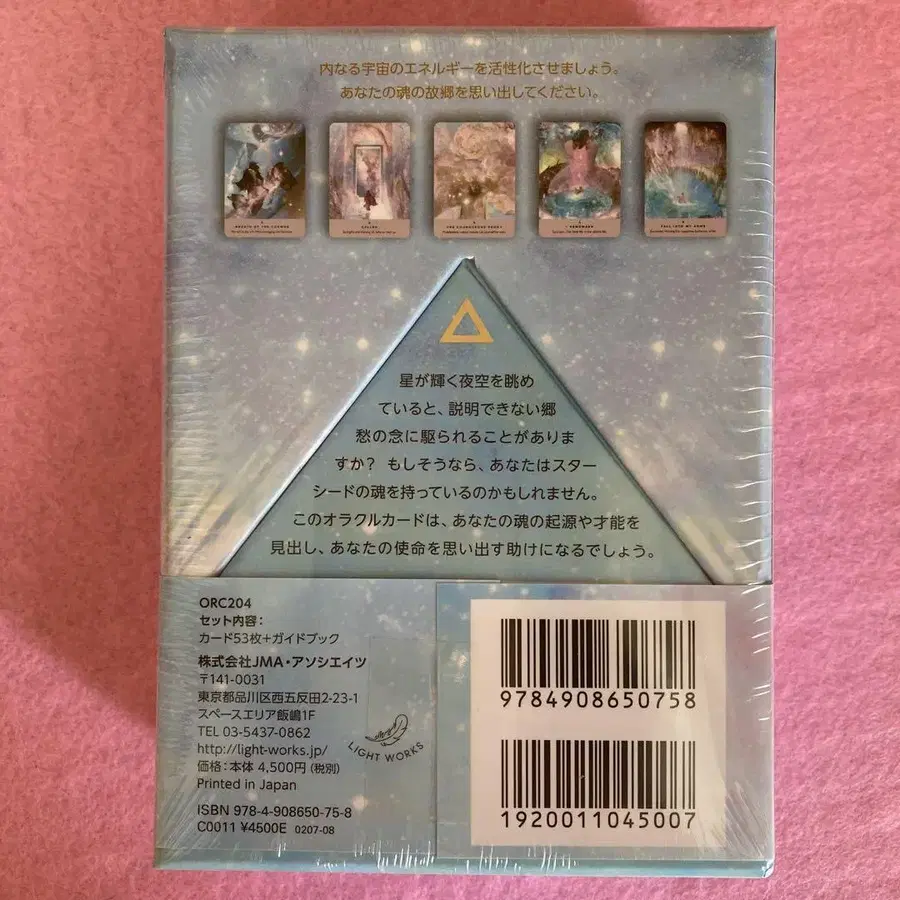 内なる宇宙のエネルギーを活性化させましょう。
あなたの魂の故郷を思い出してください。
BREATH OF THE COSMOS
THE COURAGEOUS HEART
I REMEMBER
FALL INTO MY ARMS
星が輝く夜空を眺め
ていると、説明できない郷
愁の念に駆られることがありま
すか? もしそうなら、あなたはスター
シードの魂を持っているのかもしれません。
このオラクルカードは、あなたの魂の起源や才能を
見出し、あなたの使命を思い出す助けになるでしょう。
ORC204
セット内容:
カード53枚+ガイドブック
株式会社JMA・アソシエイツ
〒141-0031
東京都品川区西五反田2-23-1
スペースエリア飯嶋1F
TEL 03-5437-0862
http://light-works.jp/
価格:本体 4,500円 (税別)
Printed in Japan
ISBN 978-4-908650-75-8
C0011 ¥4500E 0207-08
LIGHT WORKS
9784908650758
1920011045007